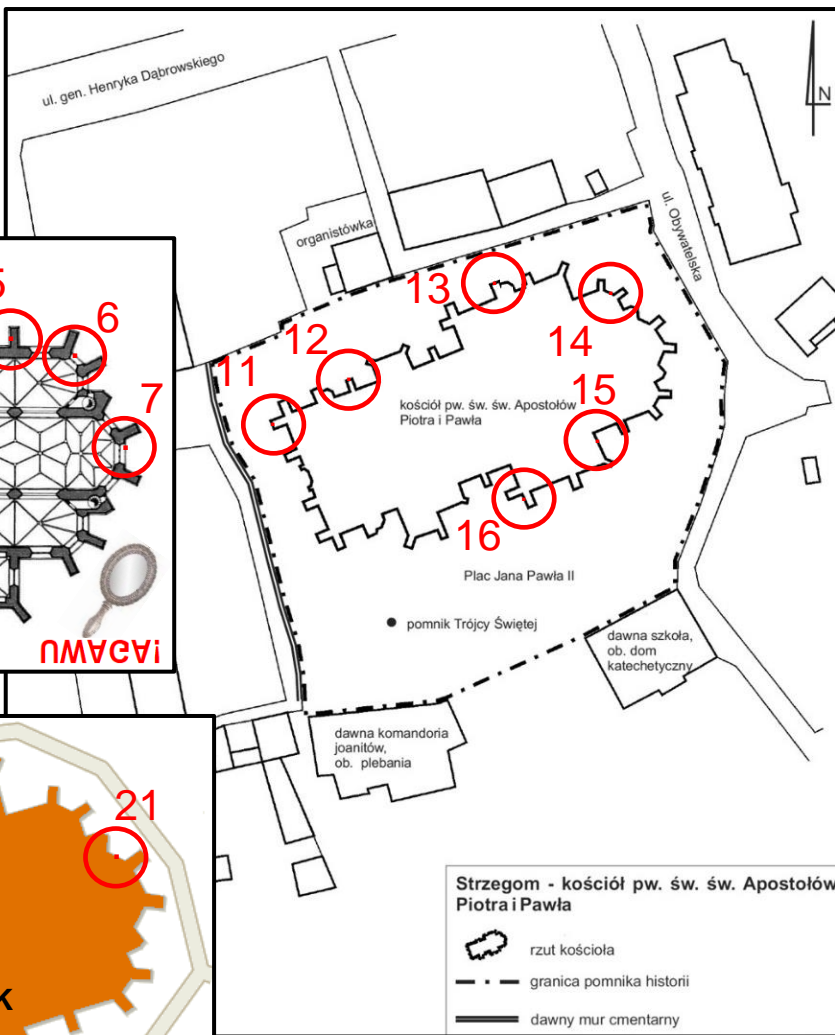 ul. gen. Henryka Dąbrowskiego
N
ul. Obywatelska
organistówka
5
6
7
UWAGA!
11
12
13
14
15
16
kościół pw. św. św. Apostołów
Piotra i Pawła
Plac Jana Pawła II
pomnik Trójcy Świętej
dawna szkoła,
ob. dom
katechetyczny
dawna komandoria
joanitów,
ob. plebania
21
k
Strzegom - kościół pw. św. św. Apostołów
Piotra i Pawła
rzut kościoła
granica pomnika historii
dawny mur cmentarny